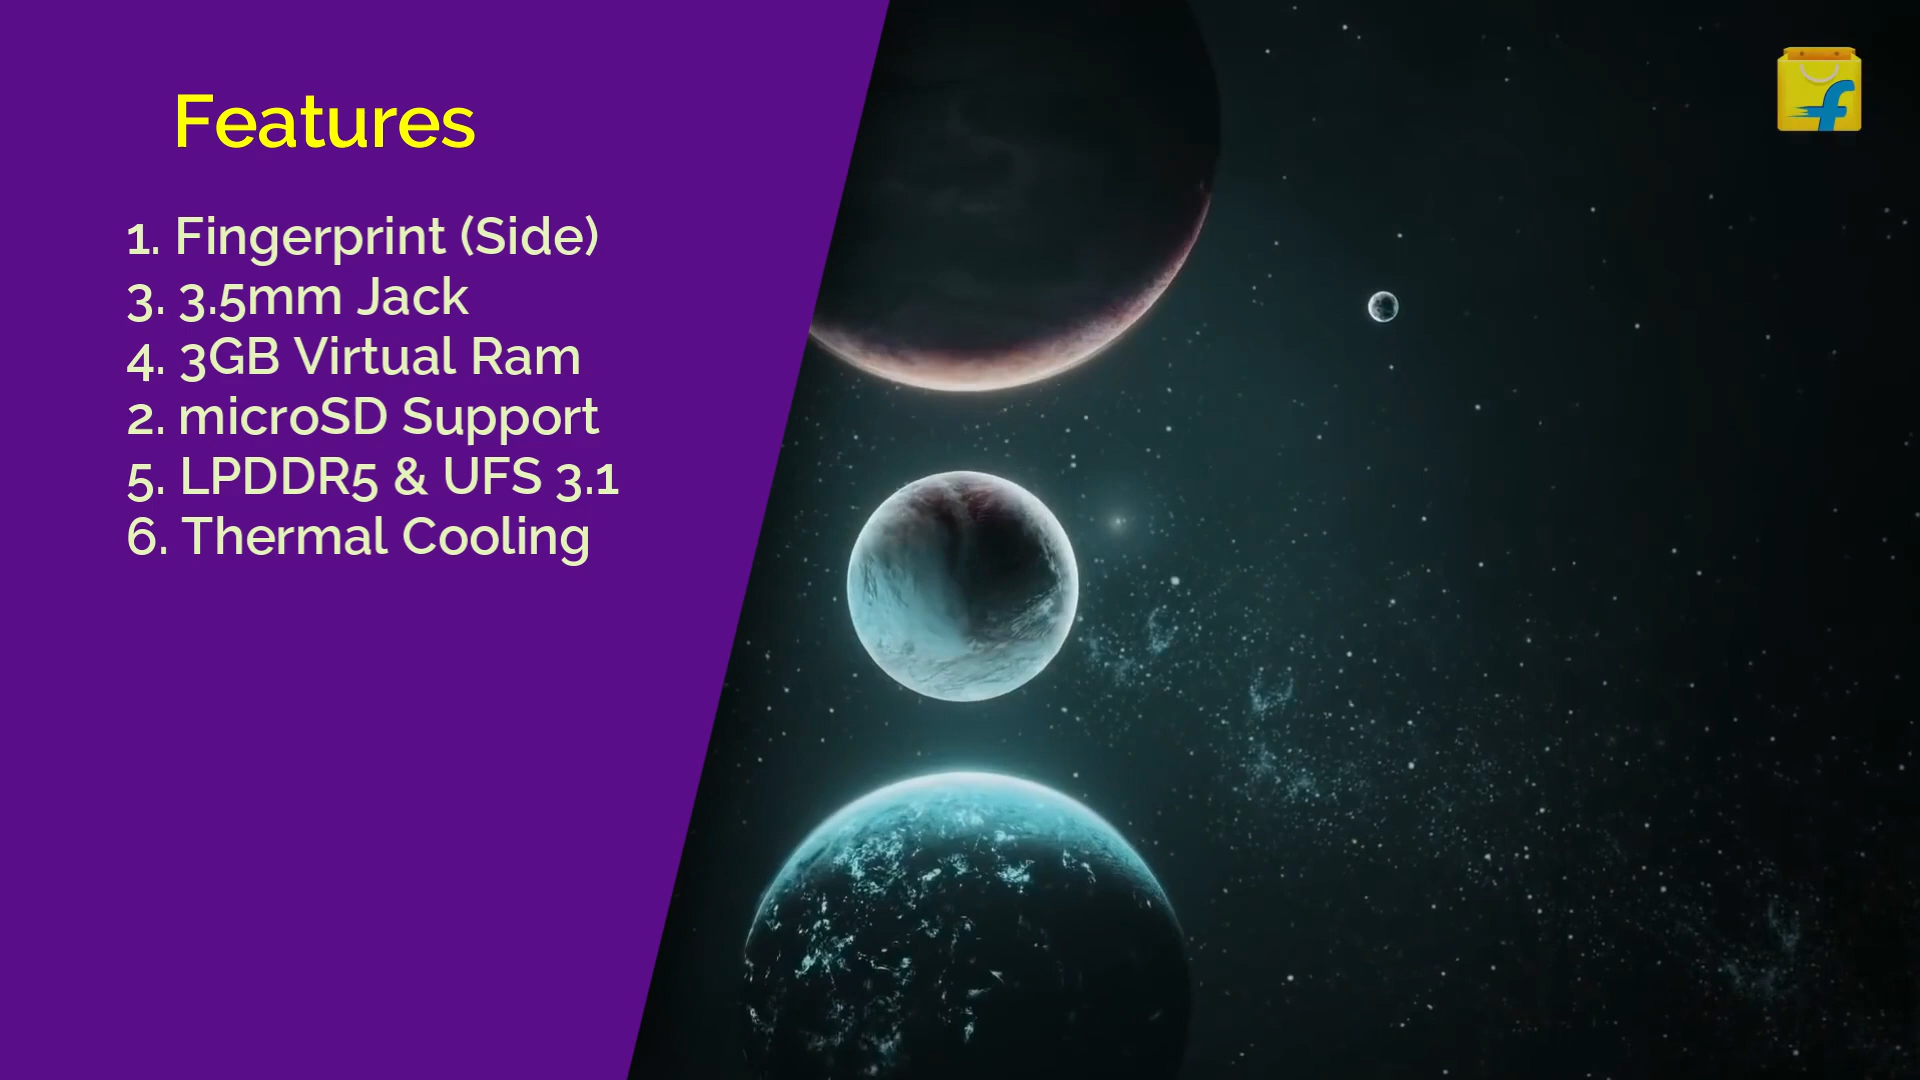 Features
1. Fingerprint (Side)
3. 3.5mm Jack
4. 3GB Virtual Ram
2. microSD Support
5. LPDDR5 & UFS 3.1
6. Thermal Cooling
f